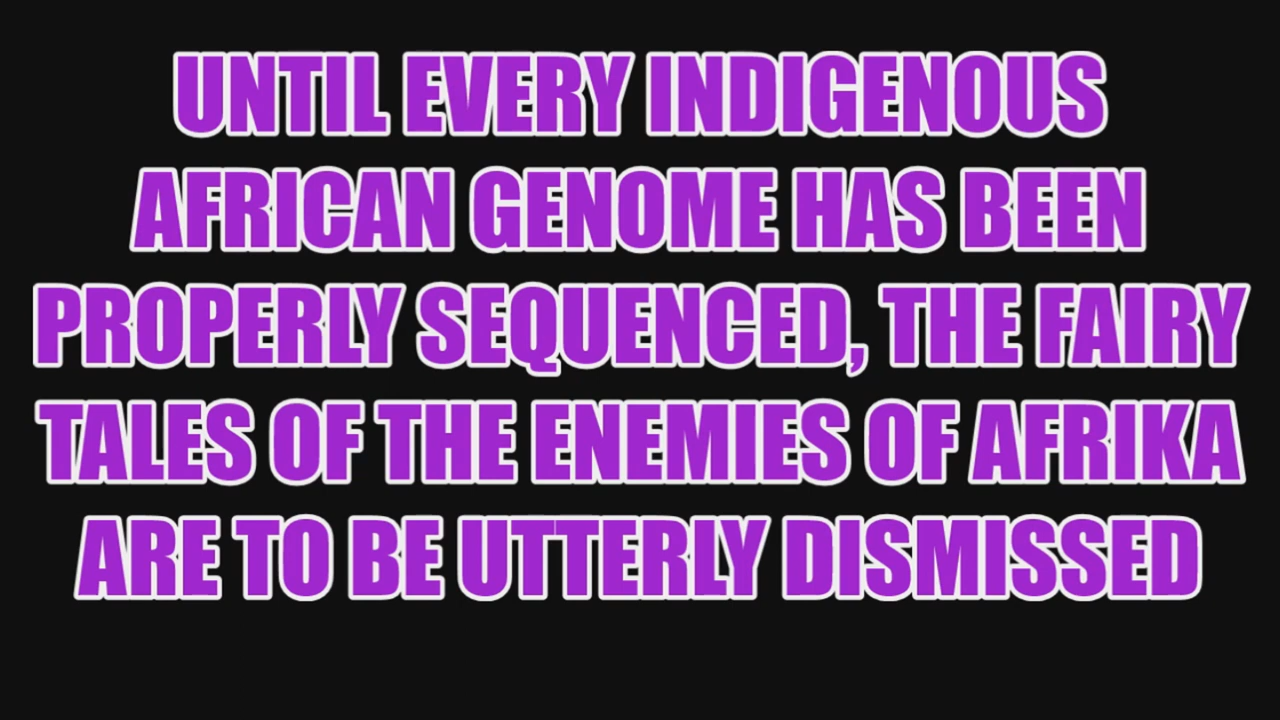 UNTIL EVERY INDIGENOUS
AFRICAN GENOME HAS BEEN
PROPERLY SEQUENCED, THE FAIRY
TALES OF THE ENEMIES OF AFRIKA
ARE TO BE UTTERLY DISMISSED